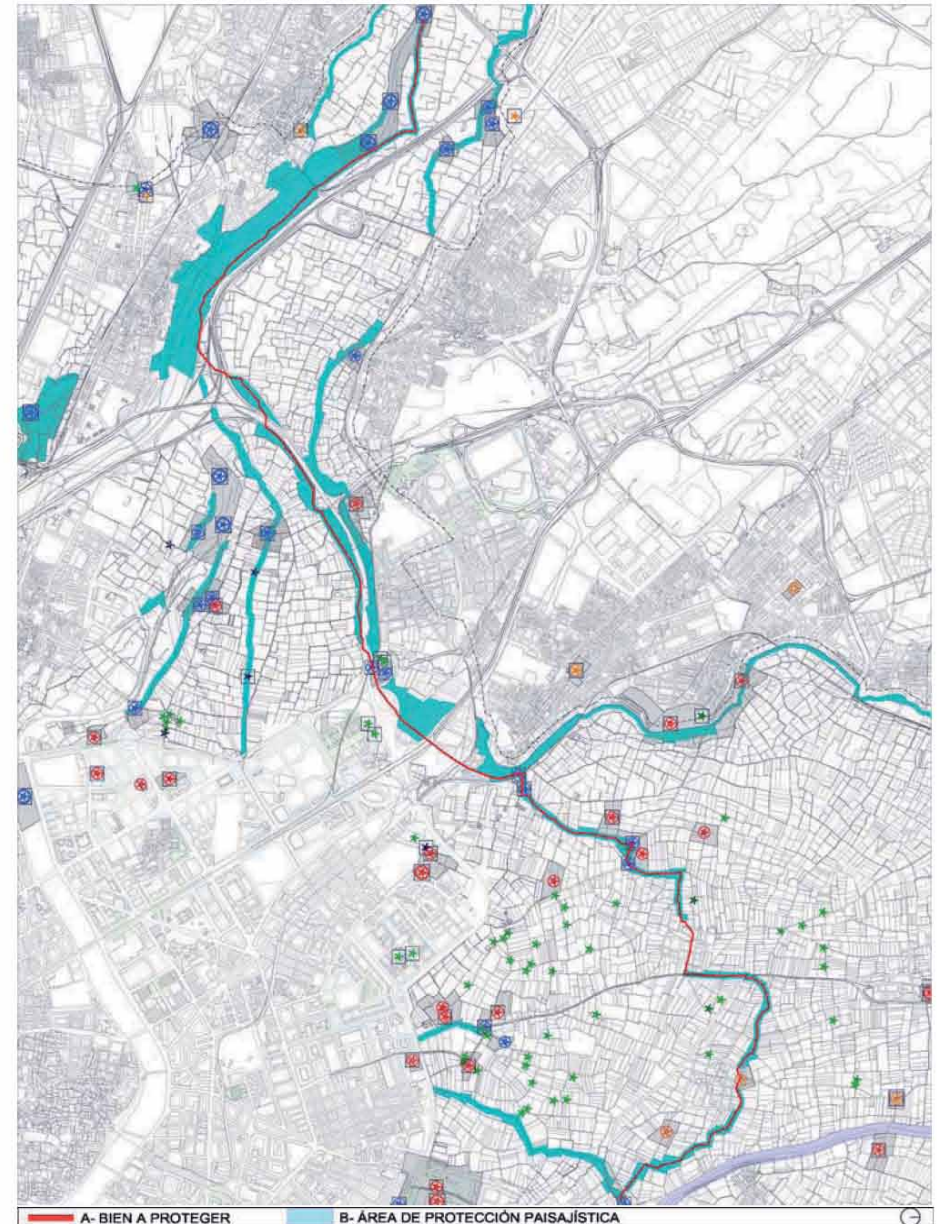 A- BIEN A PROTEGER
B- ÁREA DE PROTECCIÓN PAISAJÍSTICA